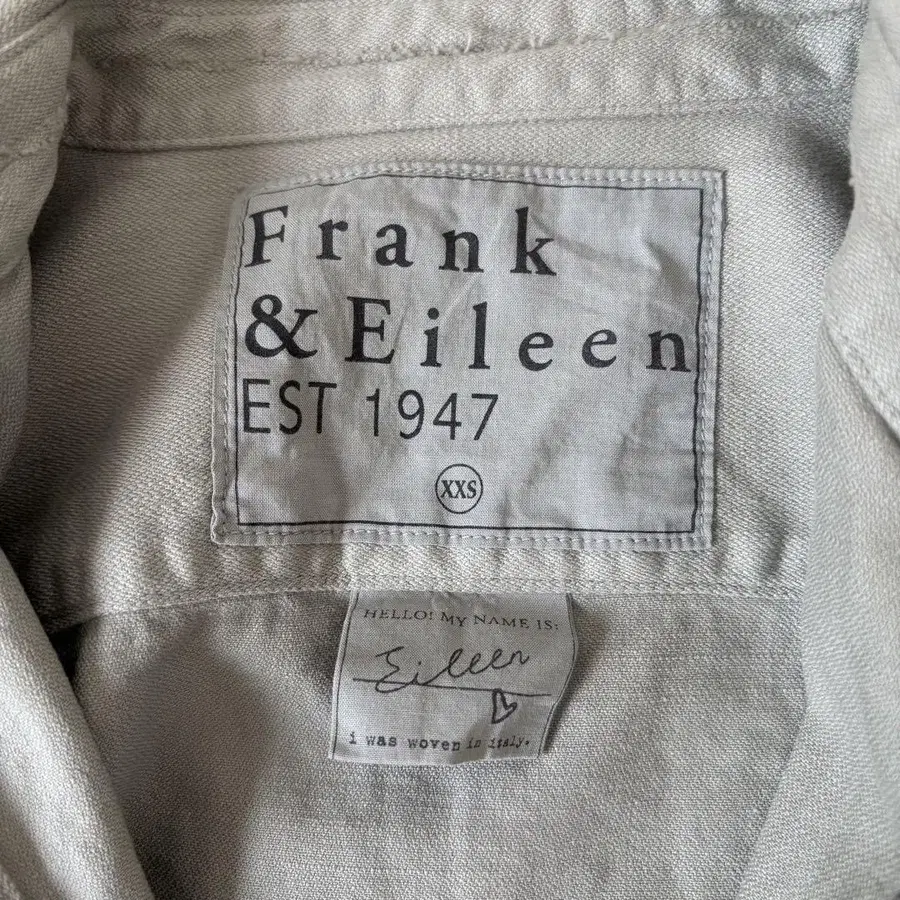 Frank
& Eileen
EST 1947
XXS
HELLO! MY NAME IS:
Eileen
i was woven in italy.